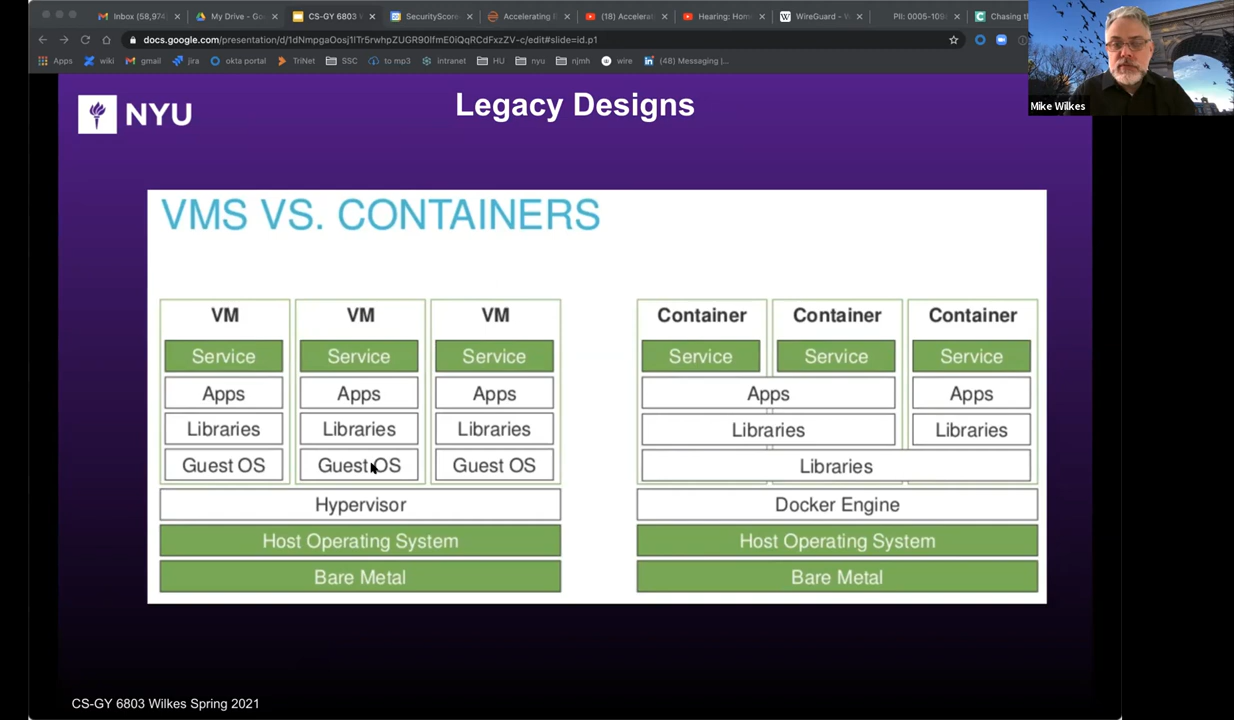 Inbox (58,974)
My Drive - Goo
CS-GY 6803 W
SecurityScore
Accelerating I
(18) Accelerat
Hearing: Hom
WireGuard - W
PII: 0005-109
Chasing th
docs.google.com/presentation/d/1dNmpgaOosj1lTr5rwhpZUGR90lfmE0iQqRCdFxzZV-c/edit#slide=id.p1
Apps
wiki
gmail
jira
okta portal
TriNet
SSC
to mp3
intranet
HU
nyu
njmh
wire
(48) Messaging |...
Mike Wilkes
NYU
Legacy Designs
VMS VS. CONTAINERS
VM VM VM
Service Service Service
Apps Apps Apps
Libraries Libraries Libraries
Guest OS Guest OS Guest OS
Hypervisor
Host Operating System
Bare Metal
Container Container Container
Service Service Service
Apps Apps
Libraries Libraries
Libraries
Docker Engine
Host Operating System
Bare Metal
CS-GY 6803 Wilkes Spring 2021